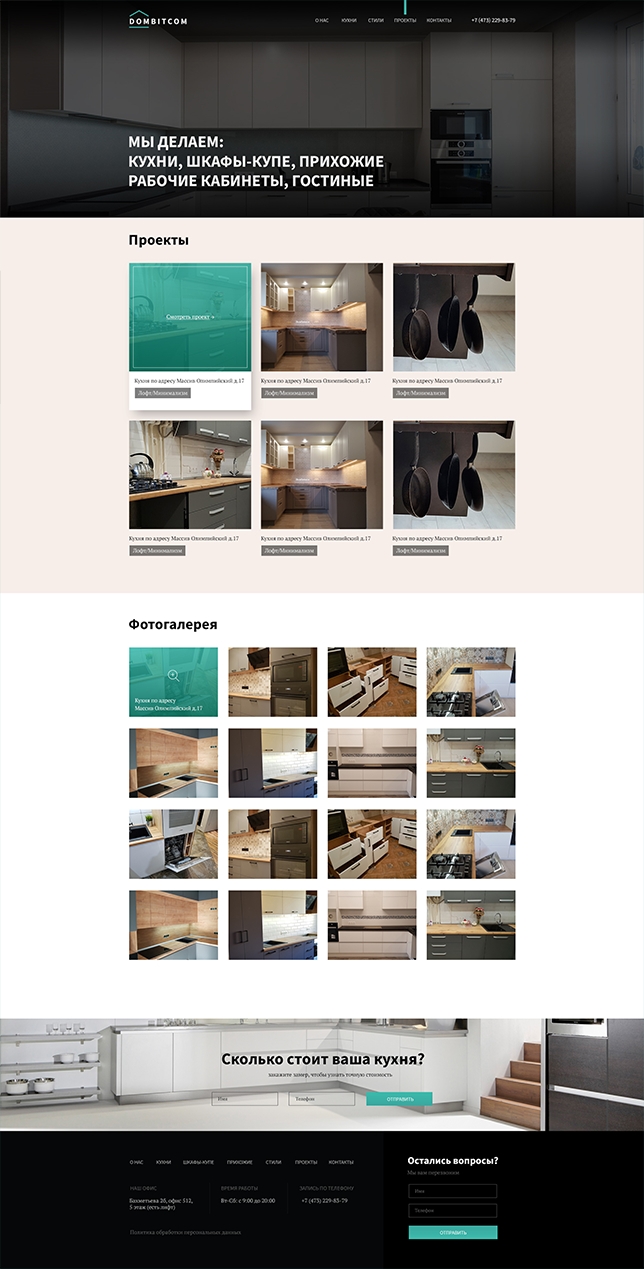 DOMBITCOM
О НАС КУХНИ СТИЛИ ПРОЕКТЫ КОНТАКТЫ +7 (473) 229-83-79
МЫ ДЕЛАЕМ:
КУХНИ, ШКАФЫ-КУПЕ, ПРИХОЖИЕ
РАБОЧИЕ КАБИНЕТЫ, ГОСТИНЫЕ
Проекты
Смотреть проект →
Кухня по адресу Массив Олимпийский д.17
Лофт/Минимализм
Кухня по адресу Массив Олимпийский д.17
Лофт/Минимализм
Кухня по адресу Массив Олимпийский д.17
Лофт/Минимализм
Кухня по адресу Массив Олимпийский д.17
Лофт/Минимализм
Кухня по адресу Массив Олимпийский д.17
Лофт/Минимализм
Кухня по адресу Массив Олимпийский д.17
Лофт/Минимализм
Фотогалерея
Кухня по адресу
Массив Олимпийский д.17
Сколько стоит ваша кухня?
закажите замер, чтобы узнать точную стоимость
Имя
Телефон
ОТПРАВИТЬ
О НАС КУХНИ ШКАФЫ-КУПЕ ПРИХОЖИЕ СТИЛИ ПРОЕКТЫ КОНТАКТЫ
НАШ ОФИС
Бахметьева 2б, офис 512,
5 этаж (есть лифт)
ВРЕМЯ РАБОТЫ
Вт-Сб: с 9:00 до 20:00
ЗАПИСЬ ПО ТЕЛЕФОНУ
+7 (473) 229-83-79
Политика обработки персональных данных
Остались вопросы?
Мы вам перезвоним
Имя
Телефон
ОТПРАВИТЬ